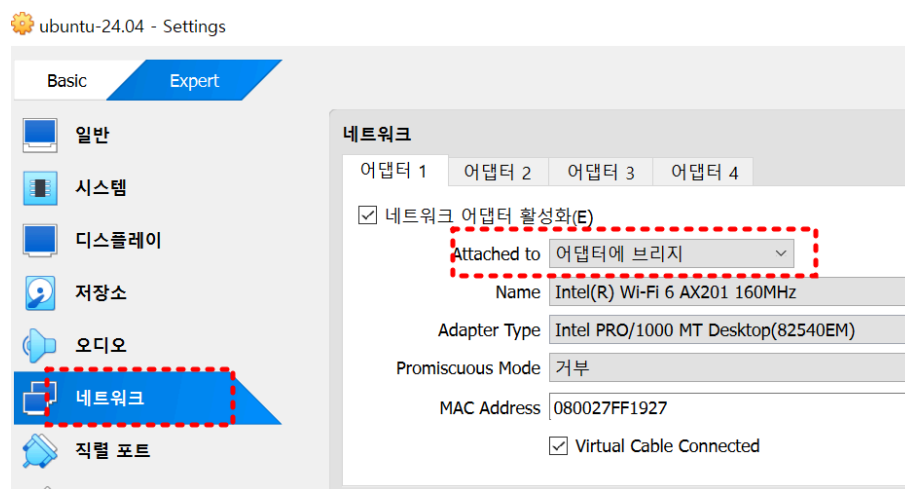 ubuntu-24.04 - Settings
Basic Expert
일반
시스템
디스플레이
저장소
오디오
네트워크
직렬 포트
네트워크
어댑터 1 어댑터 2 어댑터 3 어댑터 4
네트워크 어댑터 활성화(E)
Attached to 어댑터에 브리지
Name Intel(R) Wi-Fi 6 AX201 160MHz
Adapter Type Intel PRO/1000 MT Desktop(82540EM)
Promiscuous Mode 거부
MAC Address 080027FF1927
Virtual Cable Connected